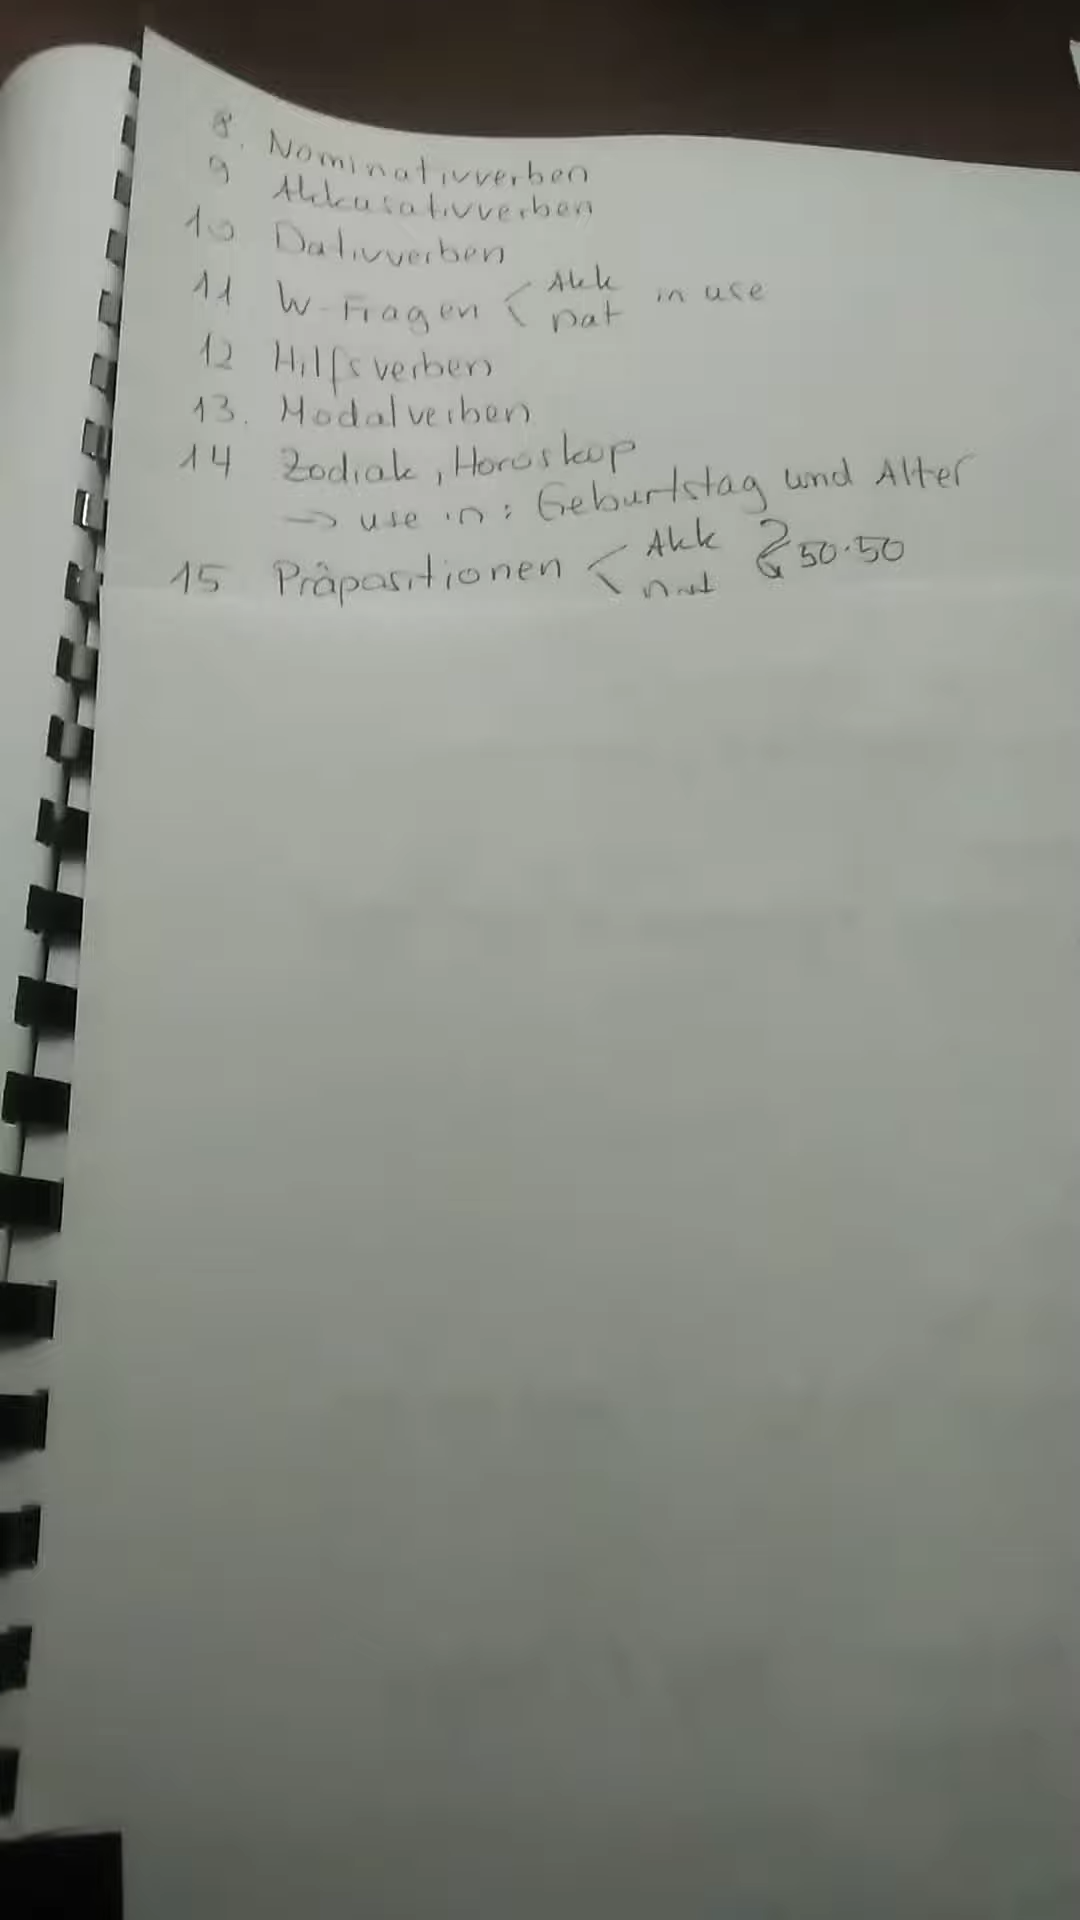 8. Nominativverben
9 Akkusativverben
10 Dativverben
11 W-Fragen < Akk Dat in use
12 Hilfsverben
13. Modalverben
14 Zodiak, Horoskop
→ use in: Geburtstag und Alter
15 Präpositionen < Akk 50.50